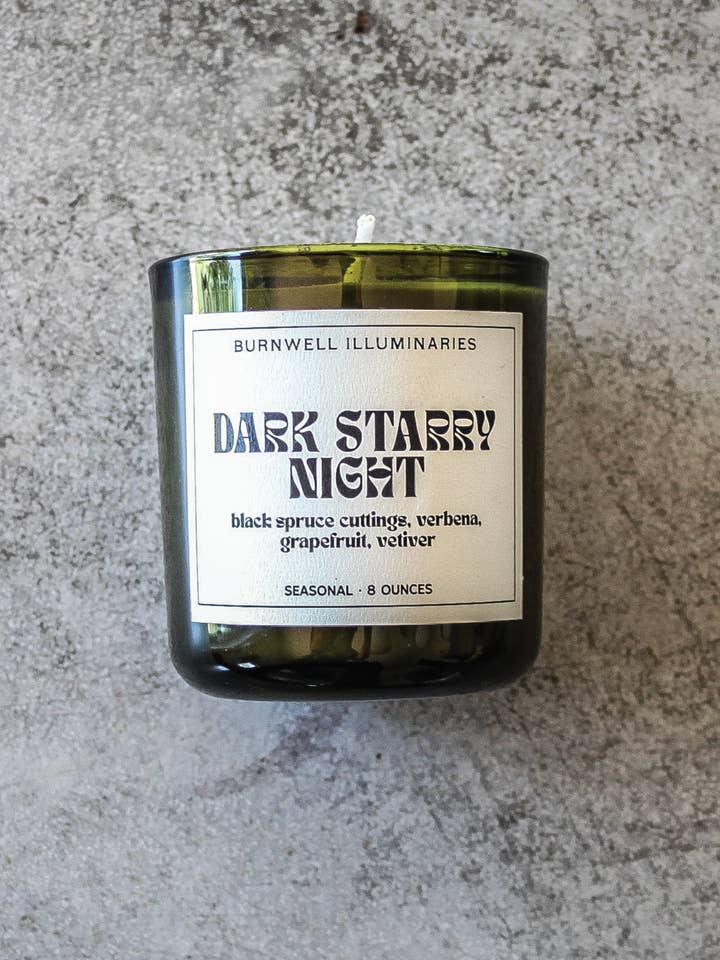 BURNWELL ILLUMINARIES
DARK STARRY
NIGHT
black spruce cuttings, verbena,
grapefruit, vetiver
SEASONAL · 8 OUNCES